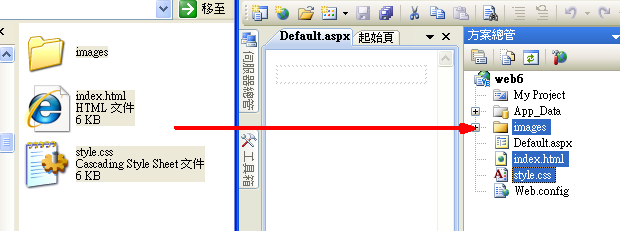 移至
images
index.html
HTML 文件
6 KB
style.css
Cascading Style Sheet 文件
6 KB
伺服器總管
工具箱
Default.aspx
起始頁
方案總管
web6
My Project
App_Data
images
Default.aspx
index.html
style.css
Web.config